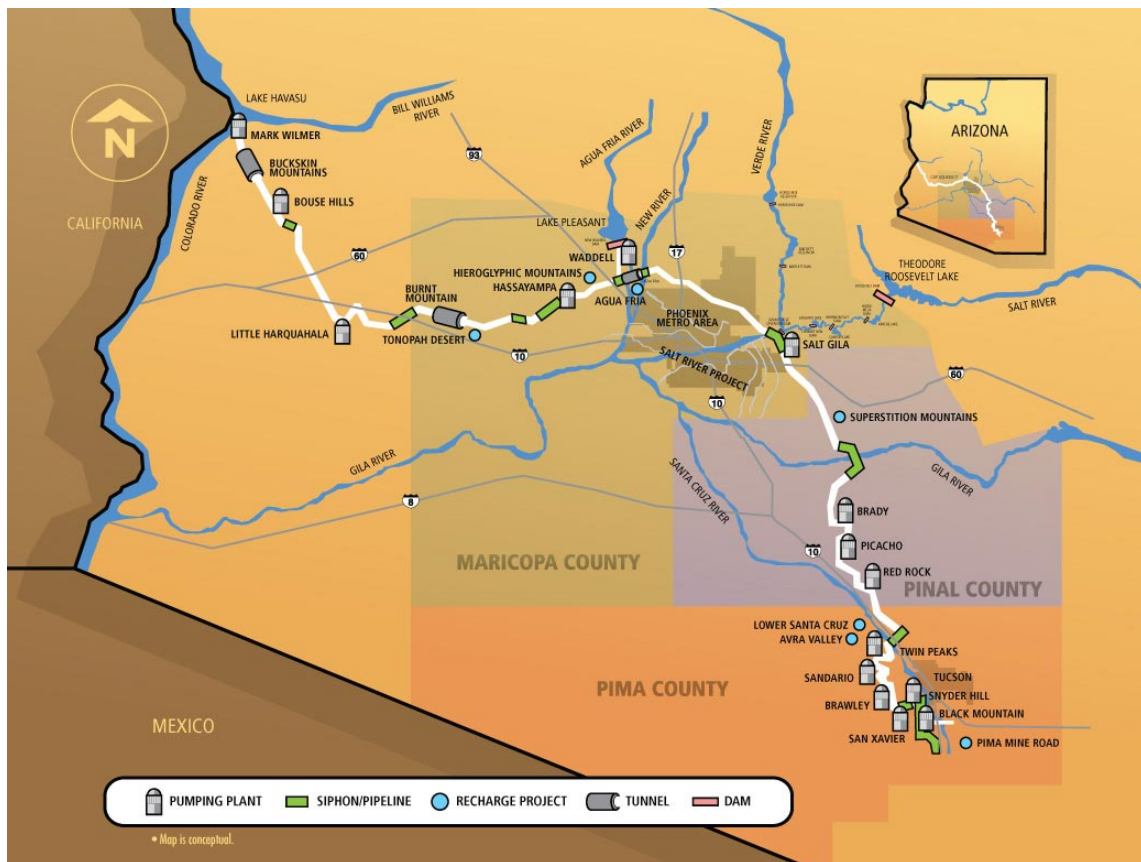 LAKE HAVASU
BILL WILLIAMS
RIVER
93
MARK WILMER
BUCKSKIN
MOUNTAINS
BOUSE HILLS
N
CALIFORNIA
COLORADO RIVER
AGUA FRIA RIVER
VERDE RIVER
NEW RIVER
LAKE PLEASANT
ARIZONA
60
WADDELL
17
HIEROGLYPHIC MOUNTAINS
HASSAYAMPA
AGUA FRIA
THEODORE
ROOSEVELT LAKE
SALT RIVER
BURNT
MOUNTAIN
LITTLE HARQUAHALA
TONOPAH DESERT
10
PHOENIX
METRO AREA
SALT RIVER PROJECT
SALT GILA
60
10
SUPERSTITION MOUNTAINS
GILA RIVER
SANTA CRUZ RIVER
GILA RIVER
8
BRADY
10
PICACHO
MARICOPA COUNTY
RED ROCK
PINAL COUNTY
LOWER SANTA CRUZ
AVRA VALLEY
TWIN PEAKS
SANDARIO
TUCSON
PIMA COUNTY
SNYDER HILL
BRAWLEY
BLACK MOUNTAIN
SAN XAVIER
PIMA MINE ROAD
MEXICO
PUMPING PLANT
SIPHON/PIPELINE
RECHARGE PROJECT
TUNNEL
DAM
• Map is conceptual.